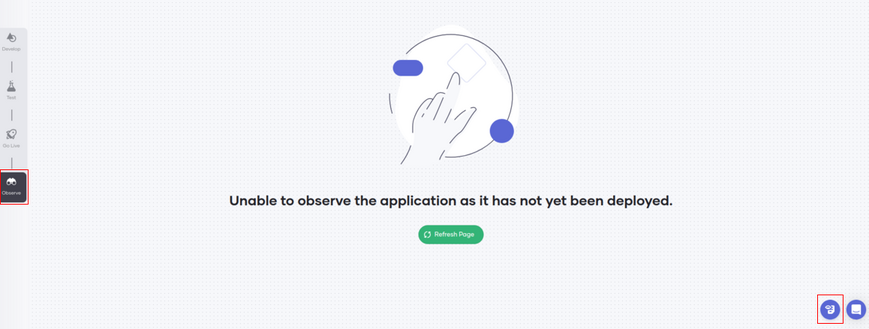 Develop
Test
Go Live
Observe
Unable to observe the application as it has not yet been deployed.
Refresh Page